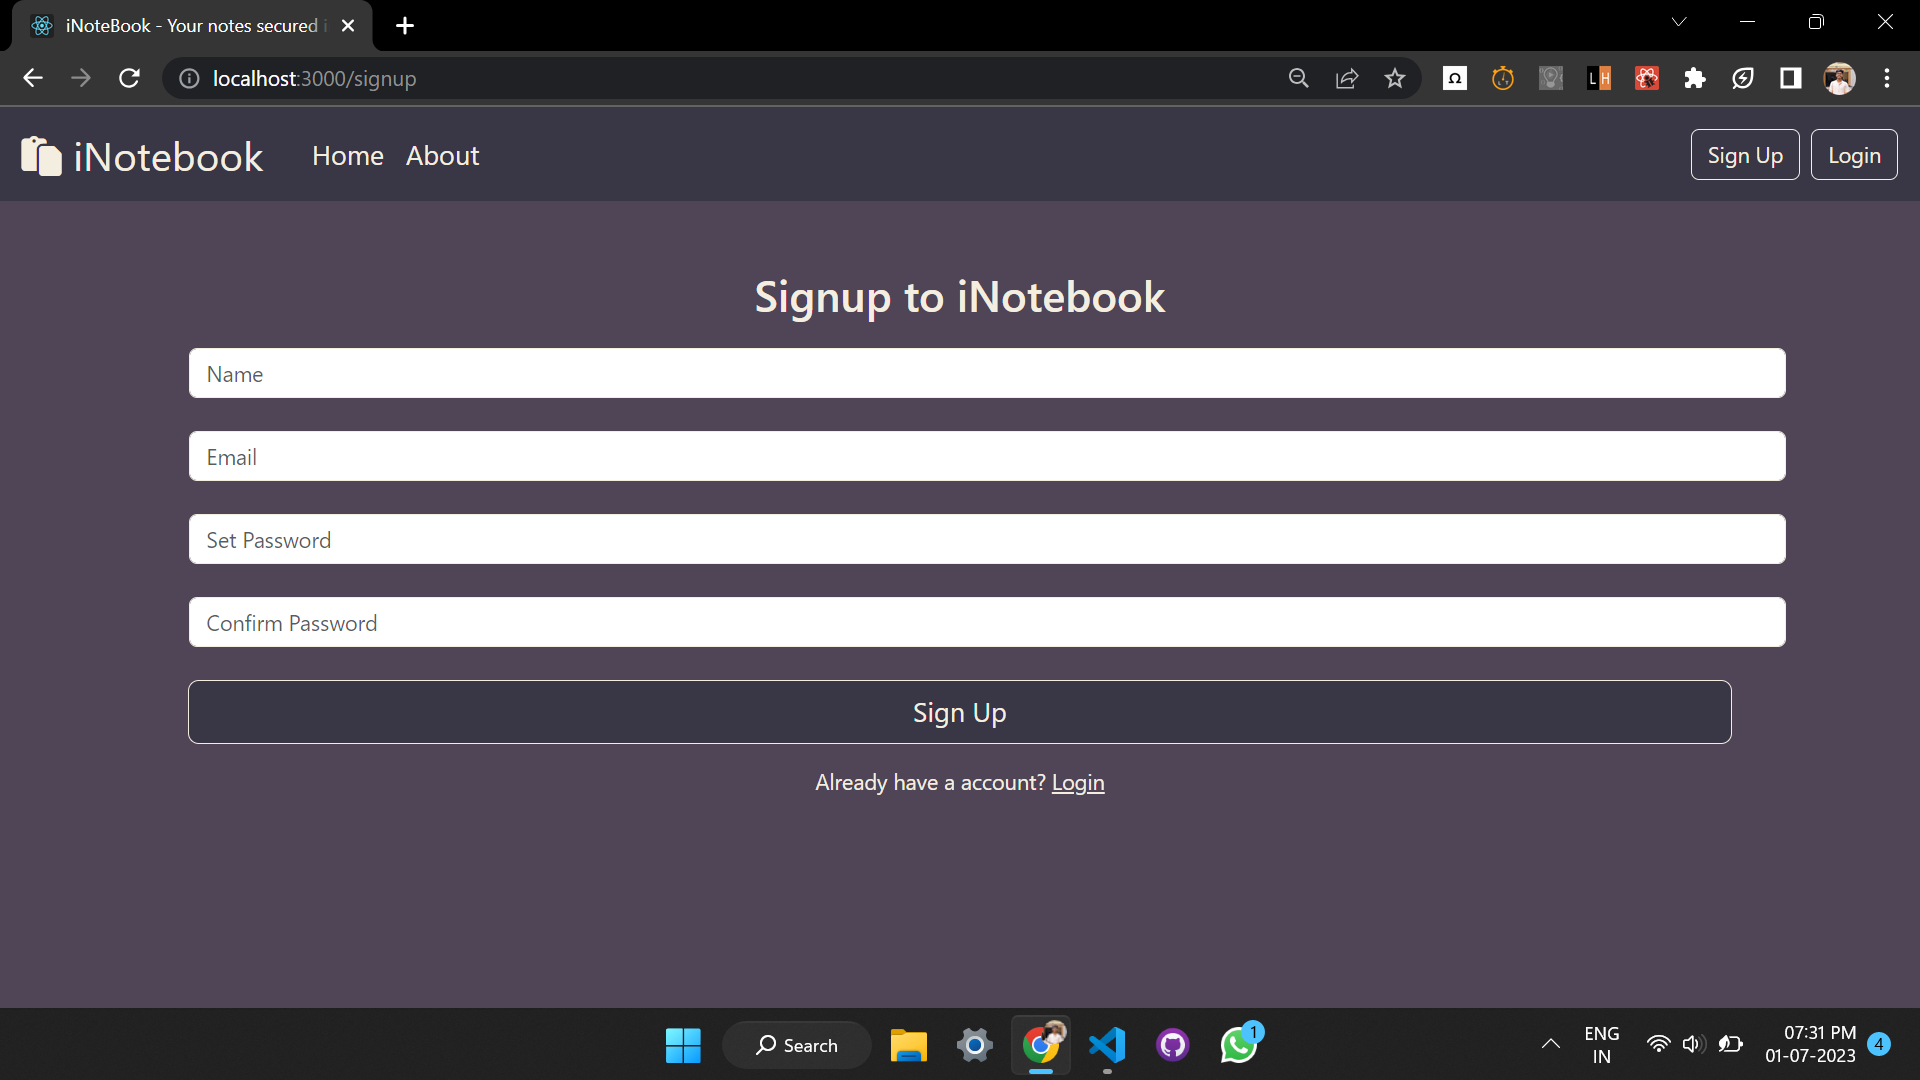 iNoteBook - Your notes secured i
localhost:3000/signup
Ω
L H
iNotebook
Home
About
Sign Up
Login
Signup to iNotebook
Name
Email
Set Password
Confirm Password
Sign Up
Already have a account? Login
Search
1
ENG
IN
07:31 PM
01-07-2023
4